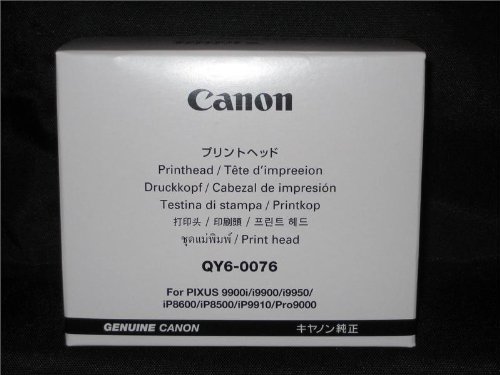 Canon
プリントヘッド
Printhead / Tête d'impreeion
Druckkopf / Cabezal de impresión
Testina di stampa / Printkop
打印头 / 印刷頭 / 프린트 헤드
ชุดแม่พิมพ์ / Print head
QY6-0076
For PIXUS 9900i/i9900/i9950/
iP8600/iP8500/iP9910/Pro9000
GENUINE CANON キヤノン純正